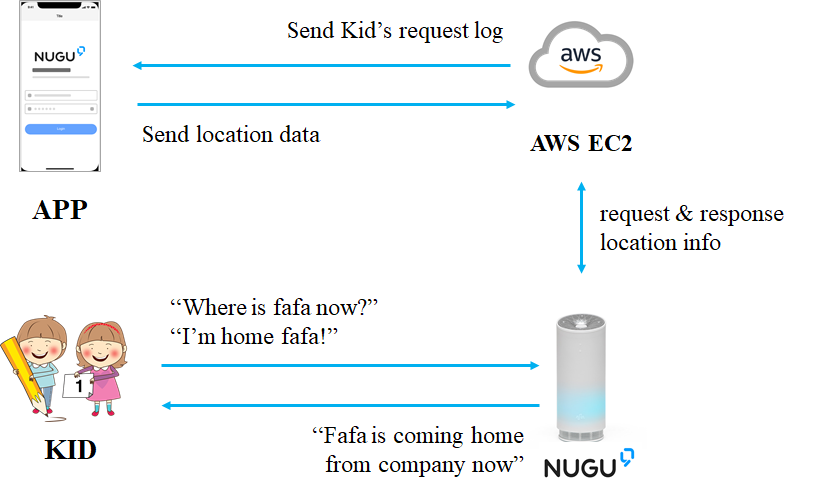 Title
NUGU
Send Kid's request log
aws
Send location data
AWS EC2
APP
request & response
location info
“Where is fafa now?”
“I’m home fafa!”
1
“Fafa is coming home
from company now”
KID
NUGU